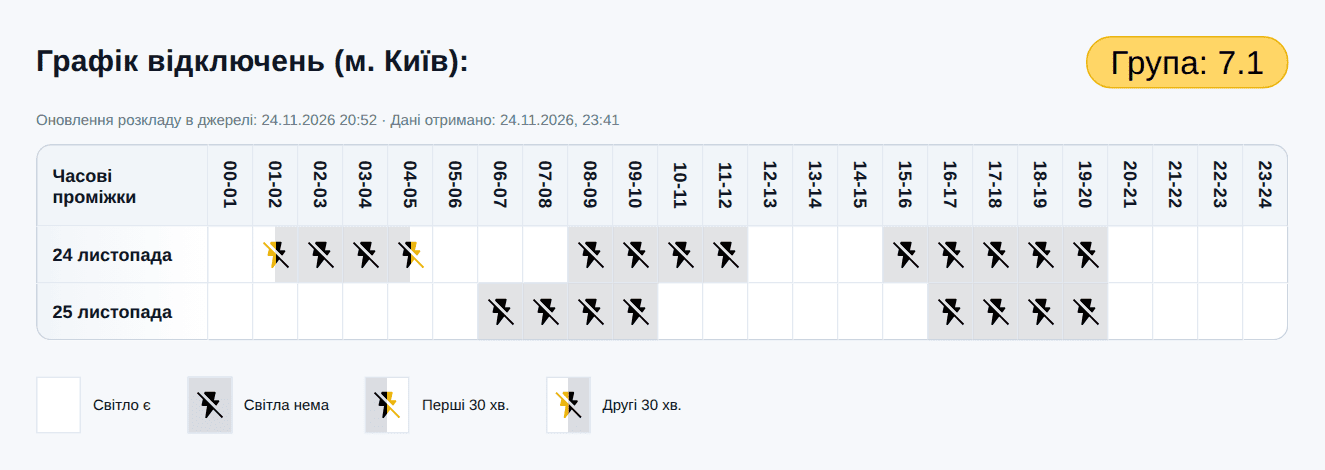 Графік відключень (м. Київ):
Група: 7.1
Оновлення розкладу в джерелі: 24.11.2026 20:52 · Дані отримано: 24.11.2026, 23:41
Часові
проміжки
00-01
01-02
02-03
03-04
04-05
05-06
06-07
07-08
08-09
09-10
10-11
11-12
12-13
13-14
14-15
15-16
16-17
17-18
18-19
19-20
20-21
21-22
22-23
23-24
24 листопада
25 листопада
Світло є
Світла нема
Перші 30 хв.
Другі 30 хв.